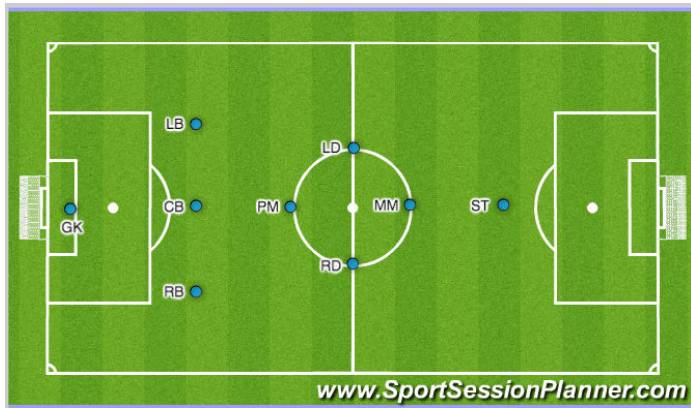 LB
LD
GK
CB
PM
MM
ST
RD
RB
www.SportSessionPlanner.com